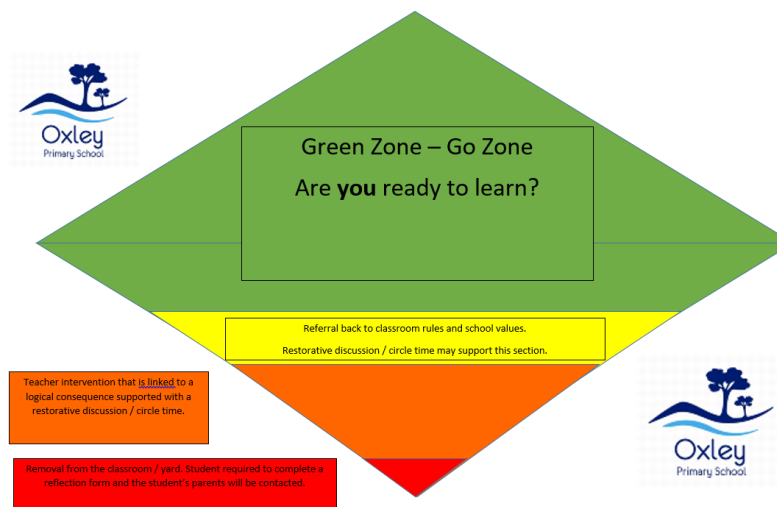 Oxley
Primary School
Green Zone – Go Zone
Are you ready to learn?
Referral back to classroom rules and school values.
Restorative discussion / circle time may support this section.
Teacher intervention that is linked to a
logical consequence supported with a
restorative discussion / circle time.
Oxley
Primary School
Removal from the classroom / yard. Student required to complete a
reflection form and the student's parents will be contacted.